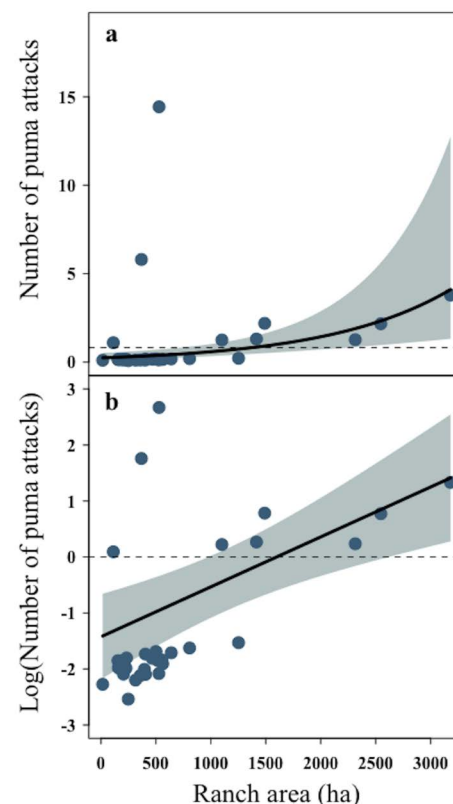 a
Number of puma attacks
15
10
5
0
b
Log(Number of puma attacks)
3
2
1
0
-1
-2
-3
0 500 1000 1500 2000 2500 3000
Ranch area (ha)